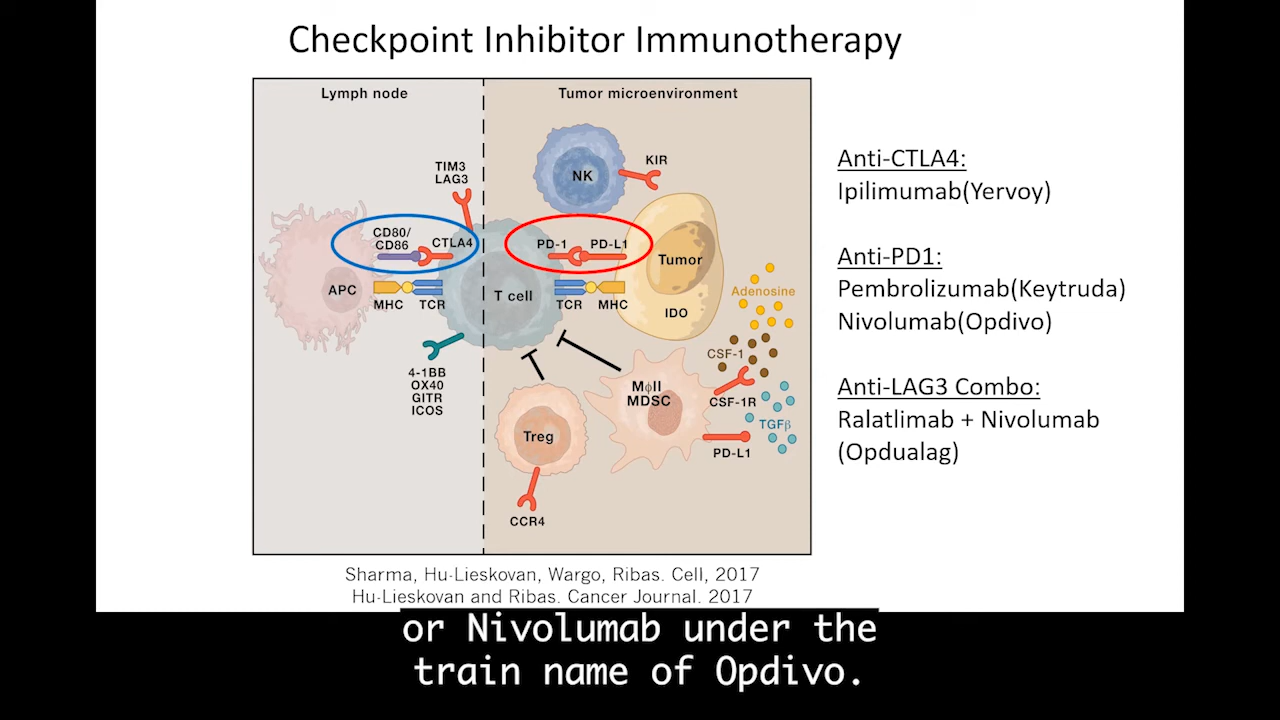 Checkpoint Inhibitor Immunotherapy
Lymph node
Tumor microenvironment
TIM3
LAG3
NK
KIR
CD80/
CD86
CTLA4
PD-1
PD-L1
Tumor
APC
MHC
TCR
T cell
TCR
MHC
IDO
Adenosine
4-1BB
OX40
GITR
ICOS
CSF-1
MϕII
MDSC
CSF-1R
TGFβ
Treg
PD-L1
CCR4
Anti-CTLA4:
Ipilimumab(Yervoy)
Anti-PD1:
Pembrolizumab(Keytruda)
Nivolumab(Opdivo)
Anti-LAG3 Combo:
Ralatlimab + Nivolumab
(Opdualag)
Sharma, Hu-Lieskovan, Wargo, Ribas. Cell, 2017
Hu-Lieskovan and Ribas. Cancer Journal. 2017
or Nivolumab under the
train name of Opdivo.